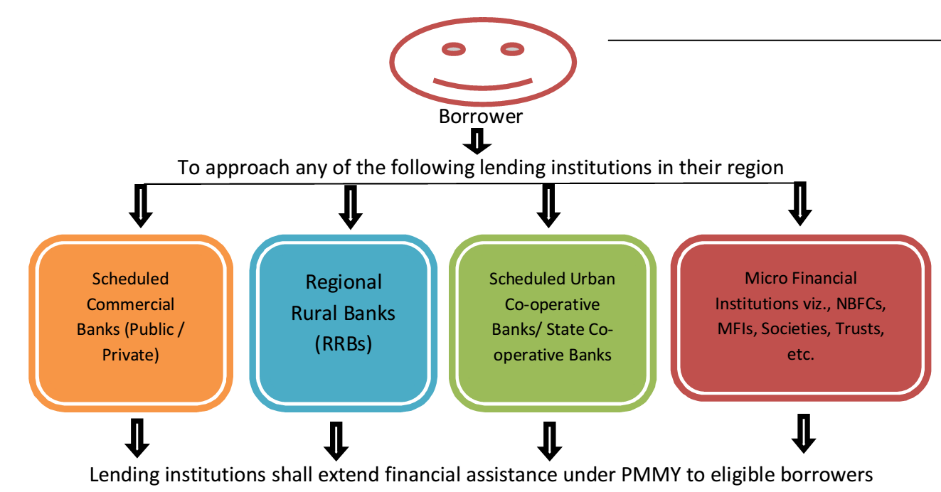 Borrower
To approach any of the following lending institutions in their region
Scheduled
Commercial
Banks (Public /
Private)
Regional
Rural Banks
(RRBs)
Scheduled Urban
Co-operative
Banks/ State Co-
operative Banks
Micro Financial
Institutions viz., NBFCs,
MFIs, Societies, Trusts,
etc.
Lending institutions shall extend financial assistance under PMMY to eligible borrowers